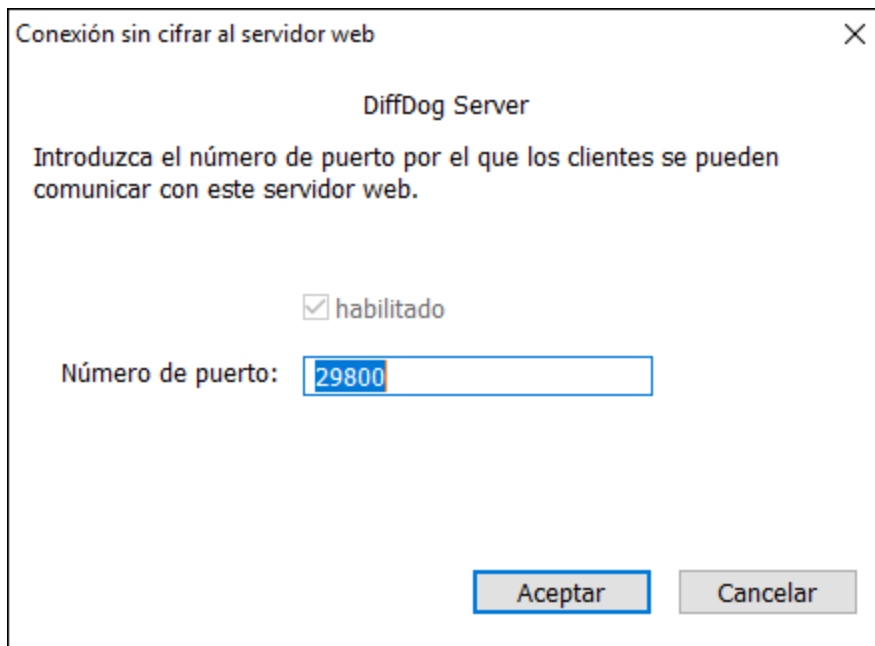 Conexión sin cifrar al servidor web
DiffDog Server
Introduzca el número de puerto por el que los clientes se pueden
comunicar con este servidor web.
habilitado
Número de puerto: 29800
Aceptar Cancelar